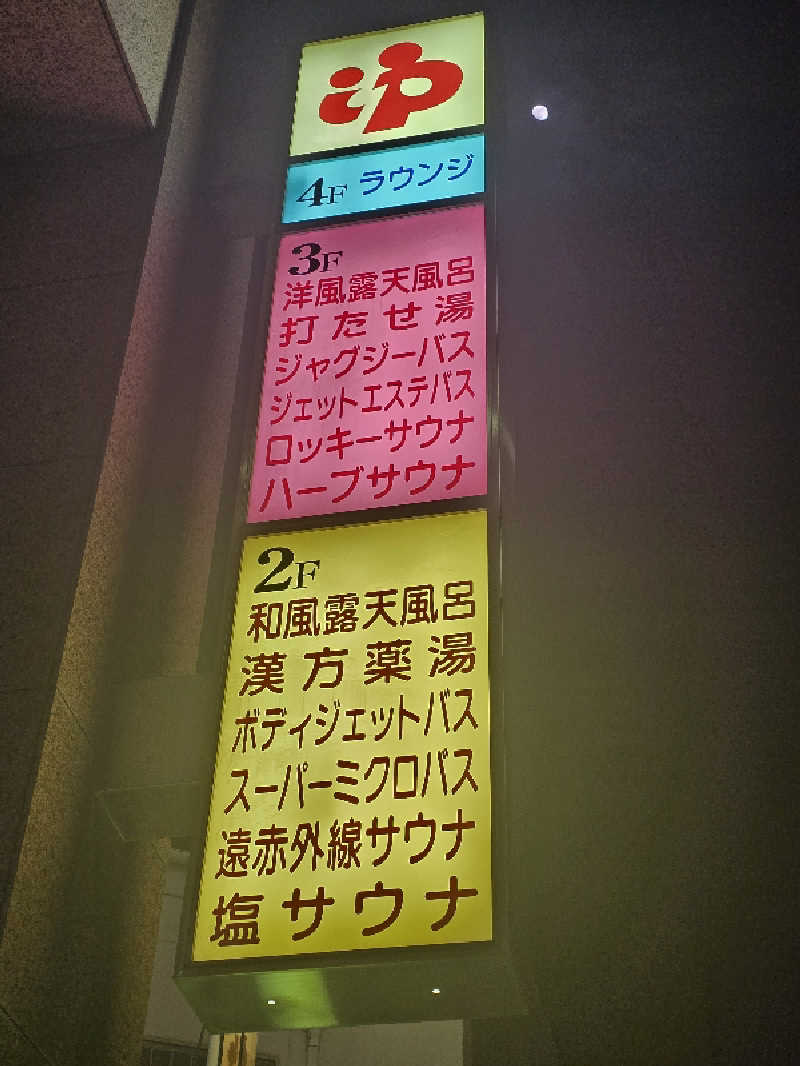 ゆ
4F ラウンジ
3F
洋風露天風呂
打たせ湯
ジャグジーバス
ジェットエステバス
ロッキーサウナ
ハーブサウナ
2F
和風露天風呂
漢方薬湯
ボディジェットバス
スーパーミクロバス
遠赤外線サウナ
塩サウナ